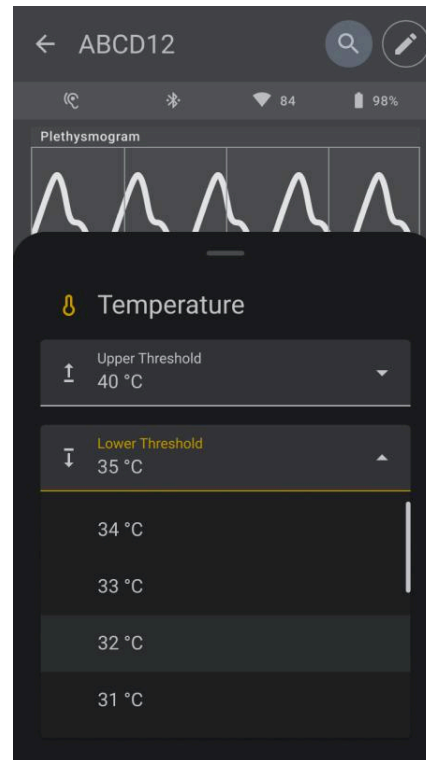 ABCD12
84
98%
Plethysmogram
Temperature
Upper Threshold
40 °C
Lower Threshold
35 °C
34 °C
33 °C
32 °C
31 °C